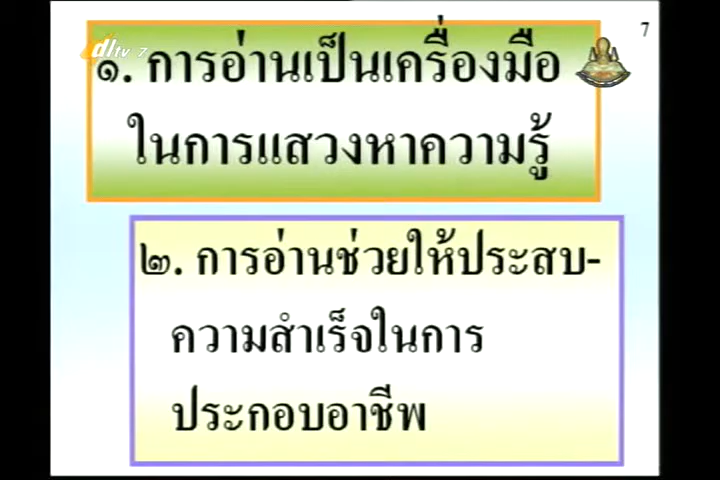 7
dltv 7
๑. การอ่านเป็นเครื่องมือ
ในการแสวงหาความรู้
๒. การอ่านช่วยให้ประสบ-
ความสำเร็จในการ
ประกอบอาชีพ